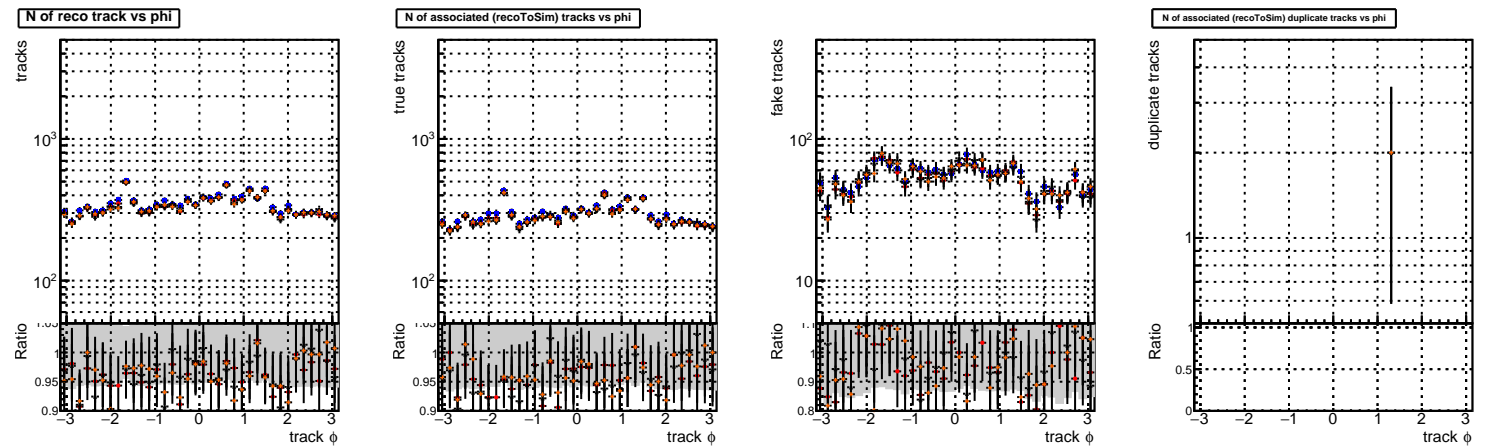 N of reco track vs phi
tracks
10³
10²
Ratio
1.05
1
0.95
0.9
−3 −2 −1 0 1 2 3
track ϕ
N of associated (recoToSim) tracks vs phi
true tracks
10³
10²
Ratio
1
0.95
0.9
−3 −2 −1 0 1 2 3
track ϕ
fake tracks
10²
10
Ratio
1.1
1
0.9
0.8
−3 −2 −1 0 1 2 3
track ϕ
N of associated (recoToSim) duplicate tracks vs phi
duplicate tracks
1
Ratio
1
0.5
0
−3 −2 −1 0 1 2 3
track ϕ